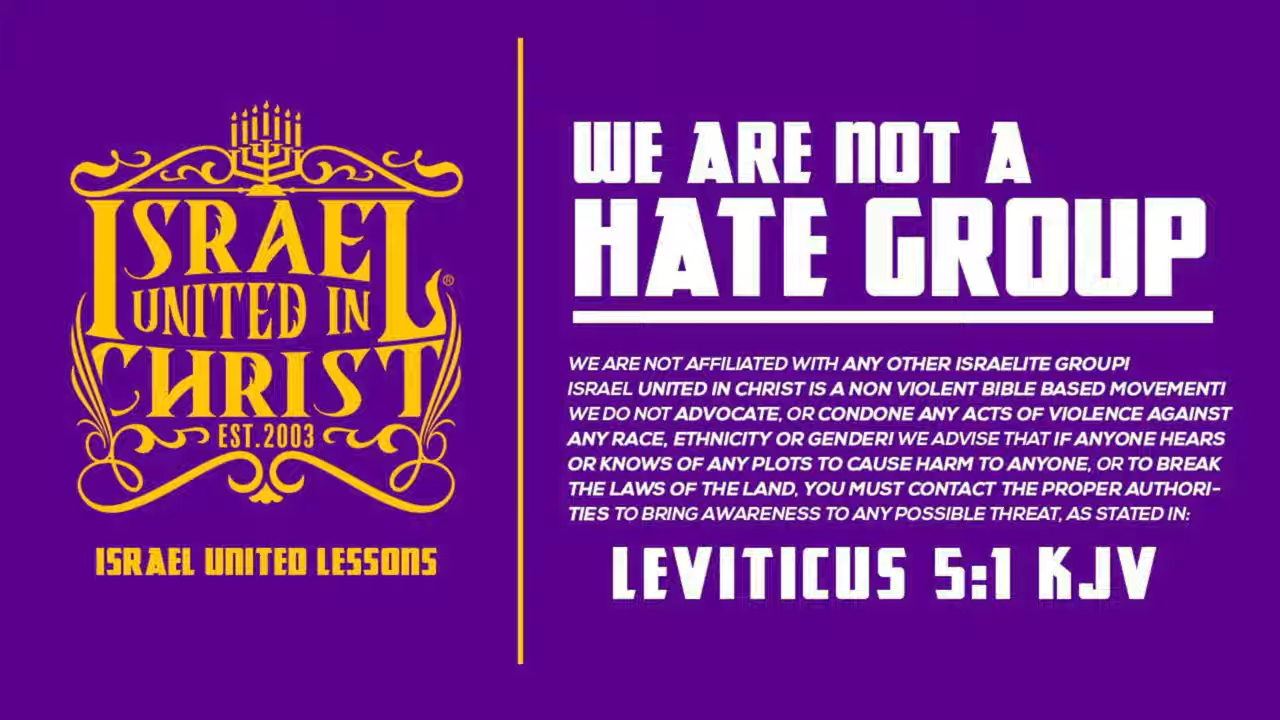 ISRAEL
UNITED IN
CHRIST
®
EST.2003
ISRAEL UNITED LESSONS
WE ARE NOT A
HATE GROUP
WE ARE NOT AFFILIATED WITH ANY OTHER ISRAELITE GROUP!
ISRAEL UNITED IN CHRIST IS A NON VIOLENT BIBLE BASED MOVEMENT!
WE DO NOT ADVOCATE, OR CONDONE ANY ACTS OF VIOLENCE AGAINST
ANY RACE, ETHNICITY OR GENDER! WE ADVISE THAT IF ANYONE HEARS
OR KNOWS OF ANY PLOTS TO CAUSE HARM TO ANYONE, OR TO BREAK
THE LAWS OF THE LAND, YOU MUST CONTACT THE PROPER AUTHORI-
TIES TO BRING AWARENESS TO ANY POSSIBLE THREAT, AS STATED IN:
LEVITICUS 5:1 KJV